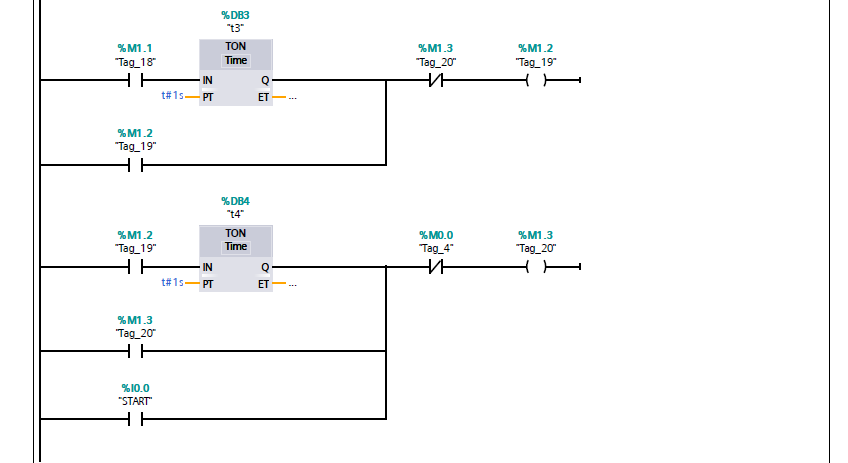 %DB3
"t3"
%M1.1
"Tag_18"
TON
Time
%M1.3
"Tag_20"
%M1.2
"Tag_19"
IN
Q
t#1s
PT
ET
...
%M1.2
"Tag_19"
%DB4
"t4"
%M1.2
"Tag_19"
TON
Time
%M0.0
"Tag_4"
%M1.3
"Tag_20"
IN
Q
t#1s
PT
ET
...
%M1.3
"Tag_20"
%I0.0
"START"